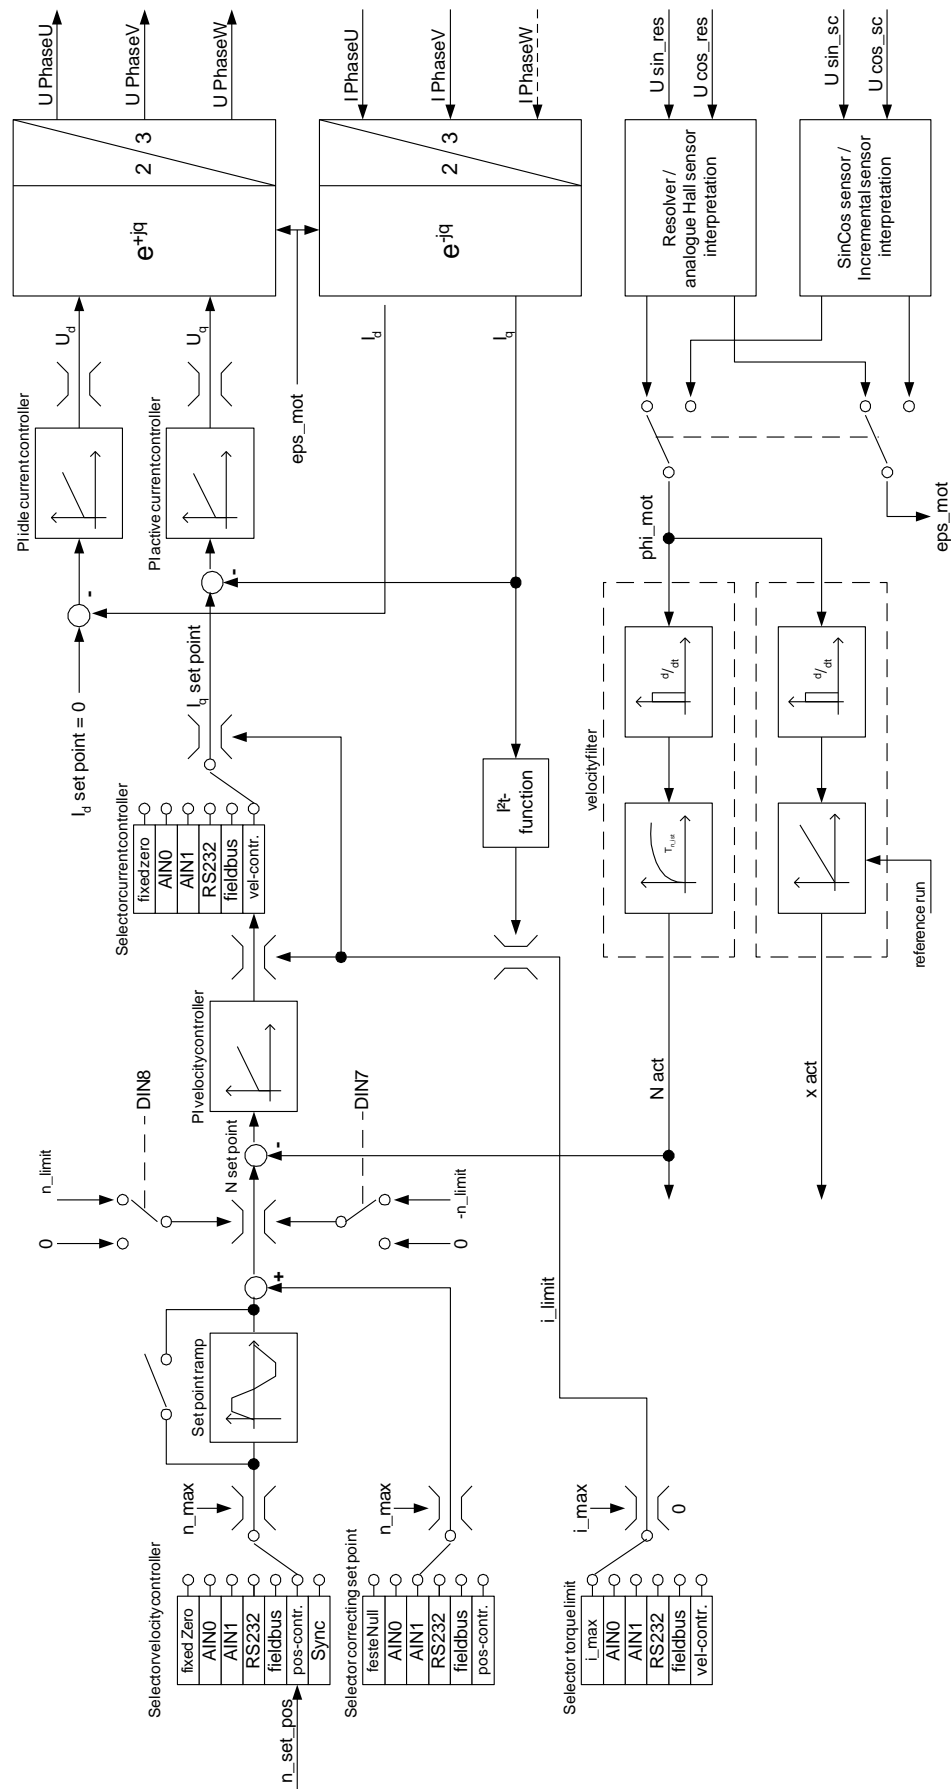 Selector velocity controller
fixed Zero
AIN0
AIN1
RS232
fieldbus
pos-contr.
Sync
n_set_pos
n_max
Set point ramp
+
Selector correcting set point
feste Null
AIN0
AIN1
RS232
fieldbus
pos-contr.
n_max
Selector torque limit
i_max
AIN0
AIN1
RS232
fieldbus
vel-contr.
i_max
0
i_limit
0
n_limit
DIN8
N set point
-
0
-n_limit
DIN7
PI velocity controller
Selector current controller
fixed zero
AIN0
AIN1
RS232
fieldbus
vel-contr.
I_d set point = 0
I_q set point
-
-
PI idle current controller
PI active current controller
U_d
U_q
e^+jq
2
3
U PhaseU
U PhaseV
U PhaseW
eps_mot
I_d
I_q
e^-jq
2
3
I PhaseU
I PhaseV
I PhaseW
I²t-
function
N act
x act
velocity filter
T_n_ist
d/dt
d/dt
reference run
phi_mot
eps_mot
Resolver /
analogue Hall sensor
interpretation
U sin_res
U cos_res
SinCos sensor /
Incremental sensor
interpretation
U sin_sc
U cos_sc